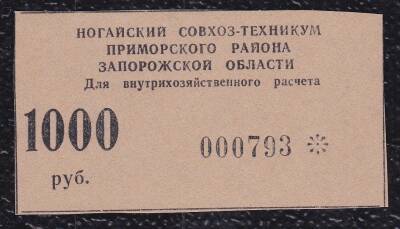 НОГАЙСКИЙ СОВХОЗ-ТЕХНИКУМ
ПРИМОРСКОГО РАЙОНА
ЗАПОРОЖСКОЙ ОБЛАСТИ
Для внутрихозяйственного расчета
1000
000793 ※
руб.